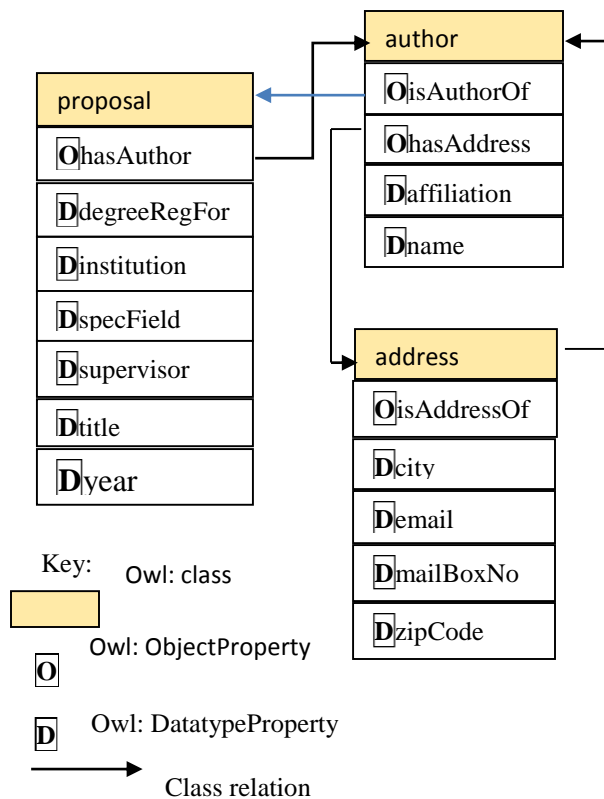 author
OisAuthorOf
OhasAddress
Daffiliation
Dname
proposal
OhasAuthor
DdegreeRegFor
Dinstitution
DspecField
Dsupervisor
Dtitle
Dyear
address
OisAddressOf
Dcity
Demail
DmailBoxNo
DzipCode
Key:
Owl: class
Owl: ObjectProperty
O
Owl: DatatypeProperty
D
Class relation